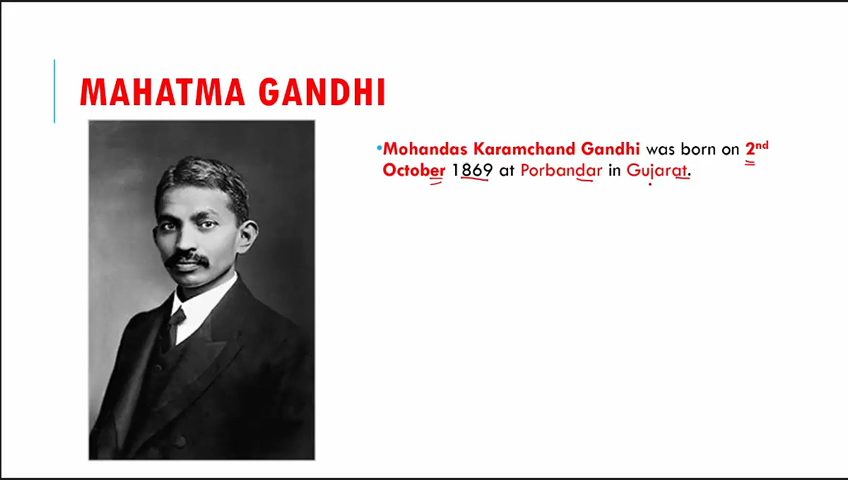 MAHATMA GANDHI
•Mohandas Karamchand Gandhi was born on 2nd
October 1869 at Porbandar in Gujarat.